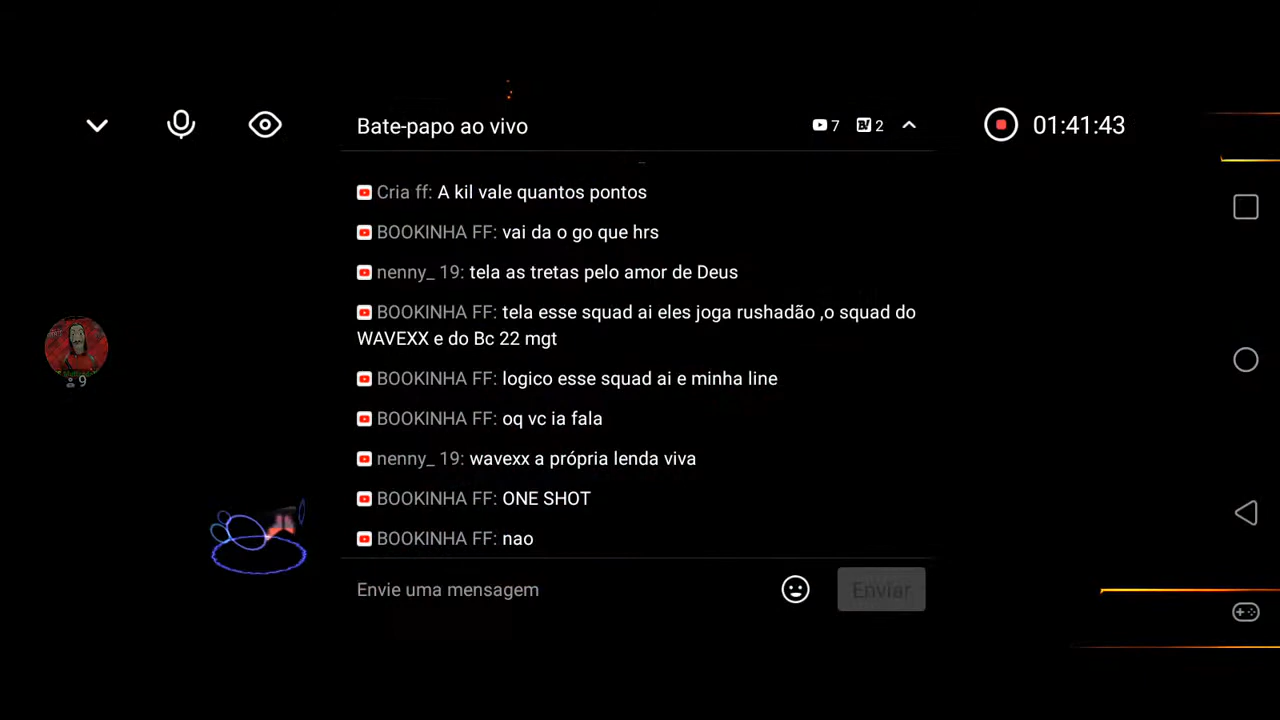 Bate-papo ao vivo
7
2
01:41:43
Cria ff: A kil vale quantos pontos
BOOKINHA FF: vai da o go que hrs
nenny_ 19: tela as tretas pelo amor de Deus
BOOKINHA FF: tela esse squad ai eles joga rushadão ,o squad do
WAVEXX e do Bc 22 mgt
9
BOOKINHA FF: logico esse squad ai e minha line
BOOKINHA FF: oq vc ia fala
nenny_ 19: wavexx a própria lenda viva
BOOKINHA FF: ONE SHOT
BOOKINHA FF: nao
Envie uma mensagem
Enviar